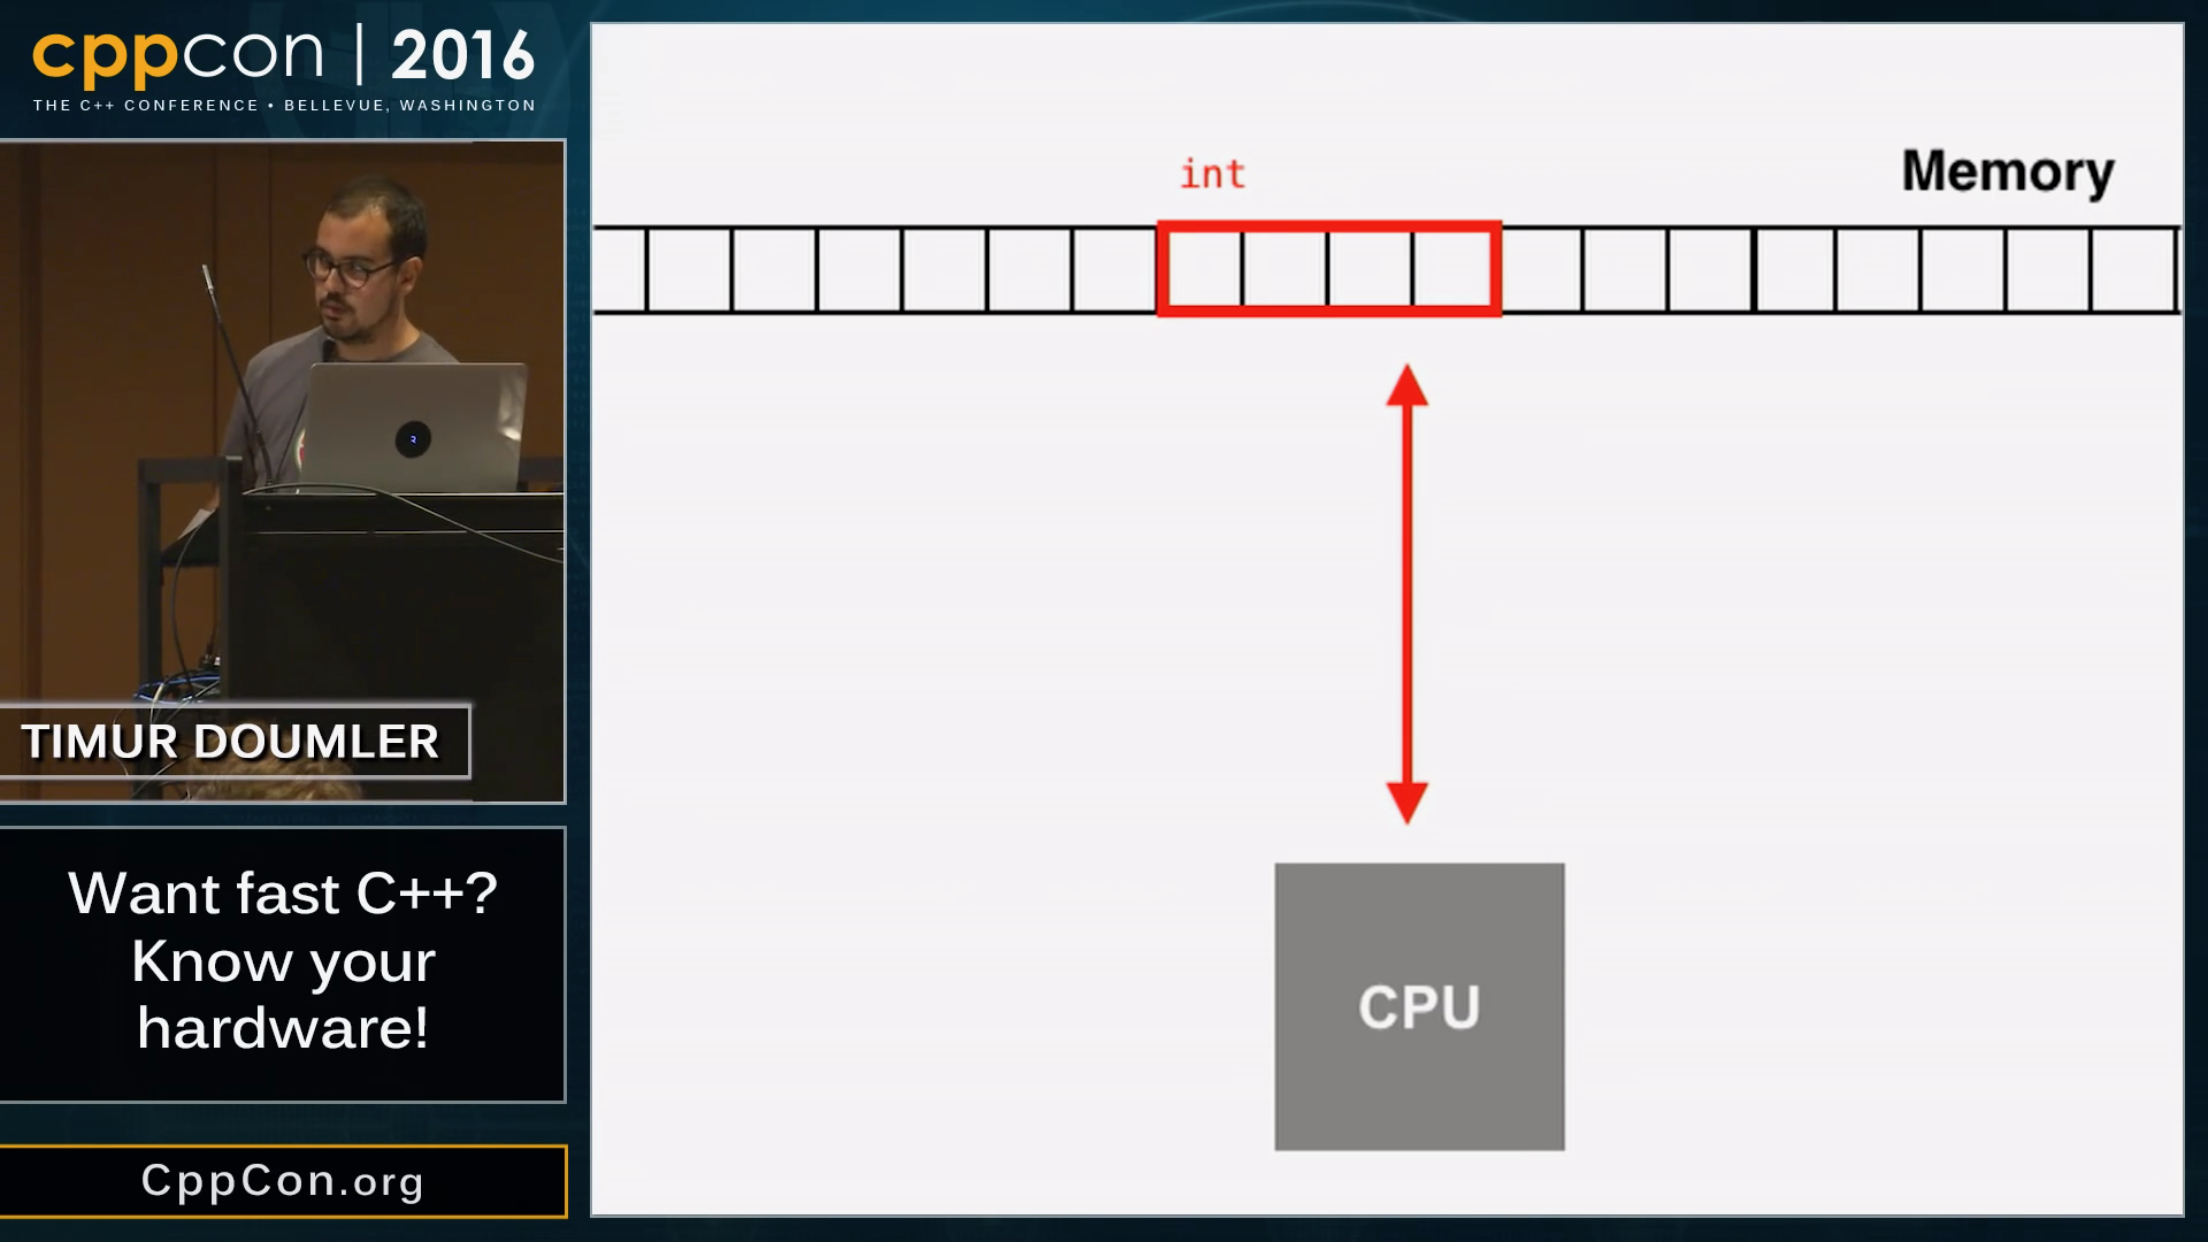 cppcon | 2016
THE C++ CONFERENCE • BELLEVUE, WASHINGTON
int
Memory
CPU
TIMUR DOUMLER
Want fast C++?
Know your
hardware!
CppCon.org